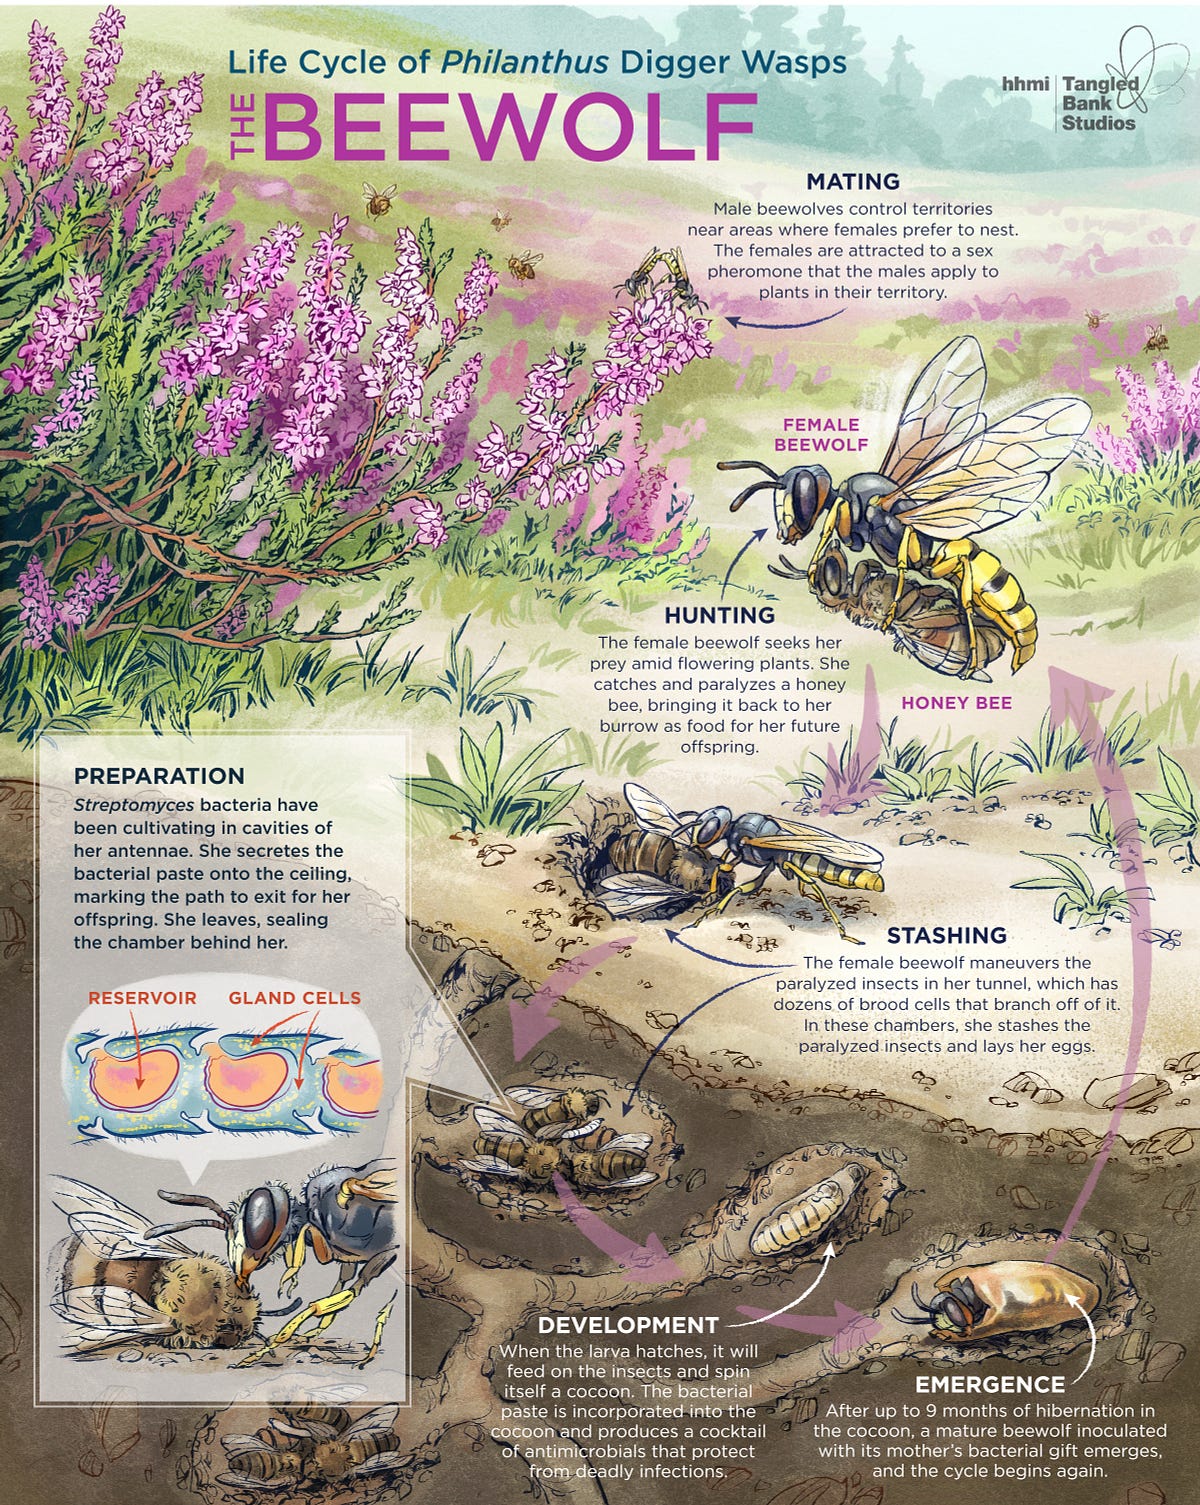 Life Cycle of Philanthus Digger Wasps
THE BEEWOLF
hhmi | Tangled
Bank
Studios
MATING
Male beewolves control territories
near areas where females prefer to nest.
The females are attracted to a sex
pheromone that the males apply to
plants in their territory.
FEMALE
BEEWOLF
HUNTING
The female beewolf seeks her
prey amid flowering plants. She
catches and paralyzes a honey
bee, bringing it back to her
burrow as food for her future
offspring.
HONEY BEE
PREPARATION
Streptomyces bacteria have
been cultivating in cavities of
her antennae. She secretes the
bacterial paste onto the ceiling,
marking the path to exit for her
offspring. She leaves, sealing
the chamber behind her.
RESERVOIR
GLAND CELLS
STASHING
The female beewolf maneuvers the
paralyzed insects in her tunnel, which has
dozens of brood cells that branch off of it.
In these chambers, she stashes the
paralyzed insects and lays her eggs.
DEVELOPMENT
When the larva hatches, it will
feed on the insects and spin
itself a cocoon. The bacterial
paste is incorporated into the
cocoon and produces a cocktail
of antimicrobials that protect
from deadly infections.
EMERGENCE
After up to 9 months of hibernation in
the cocoon, a mature beewolf inoculated
with its mother's bacterial gift emerges,
and the cycle begins again.